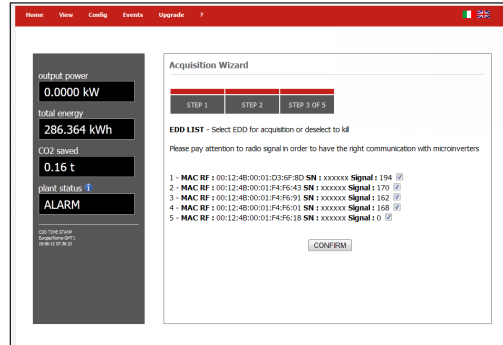 Home View Config Events Upgrade ?
output power
0.0000 kW
total energy
286.364 kWh
CO2 saved
0.16 t
plant status i
ALARM
CDD TIME STAMP
Europe/Rome-GMT1
Acquisition Wizard
STEP 1 STEP 2 STEP 3 OF 5
EDD LIST - Select EDD for acquisition or deselect to kill
Please pay attention to radio signal in order to have the right communication with microinverters
1 - MAC RF : 00:12:4B:00:01:D3:6F:8D SN : xxxxxx Signal : 194
2 - MAC RF : 00:12:4B:00:01:F4:F6:43 SN : xxxxxx Signal : 170
3 - MAC RF : 00:12:4B:00:01:F4:F6:91 SN : xxxxxx Signal : 162
4 - MAC RF : 00:12:4B:00:01:F4:F6:01 SN : xxxxxx Signal : 168
5 - MAC RF : 00:12:4B:00:01:F4:F6:18 SN : xxxxxx Signal : 0
CONFIRM